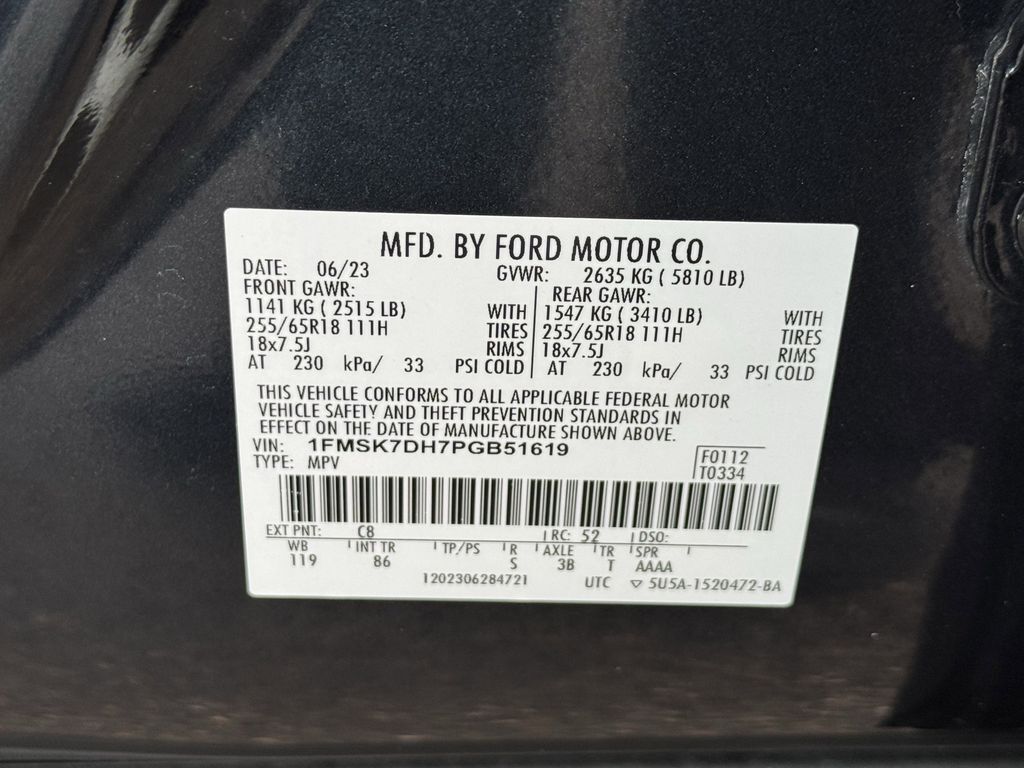 MFD. BY FORD MOTOR CO.
DATE: 06/23 GVWR: 2635 KG ( 5810 LB)
FRONT GAWR: REAR GAWR:
1141 KG ( 2515 LB) WITH 1547 KG ( 3410 LB) WITH
255/65R18 111H TIRES 255/65R18 111H TIRES
18x7.5J RIMS 18x7.5J RIMS
AT 230 kPa/ 33 PSI COLD AT 230 kPa/ 33 PSI COLD
THIS VEHICLE CONFORMS TO ALL APPLICABLE FEDERAL MOTOR
VEHICLE SAFETY AND THEFT PREVENTION STANDARDS IN
EFFECT ON THE DATE OF MANUFACTURE SHOWN ABOVE.
VIN: 1FMSK7DH7PGB51619 F0112
TYPE: MPV T0334
EXT PNT: C8 RC: 52 DSO:
WB INT TR TP/PS R AXLE TR SPR
119 86 S 3B T AAAA
1202306284721 UTC ▽ 5U5A-1520472-BA